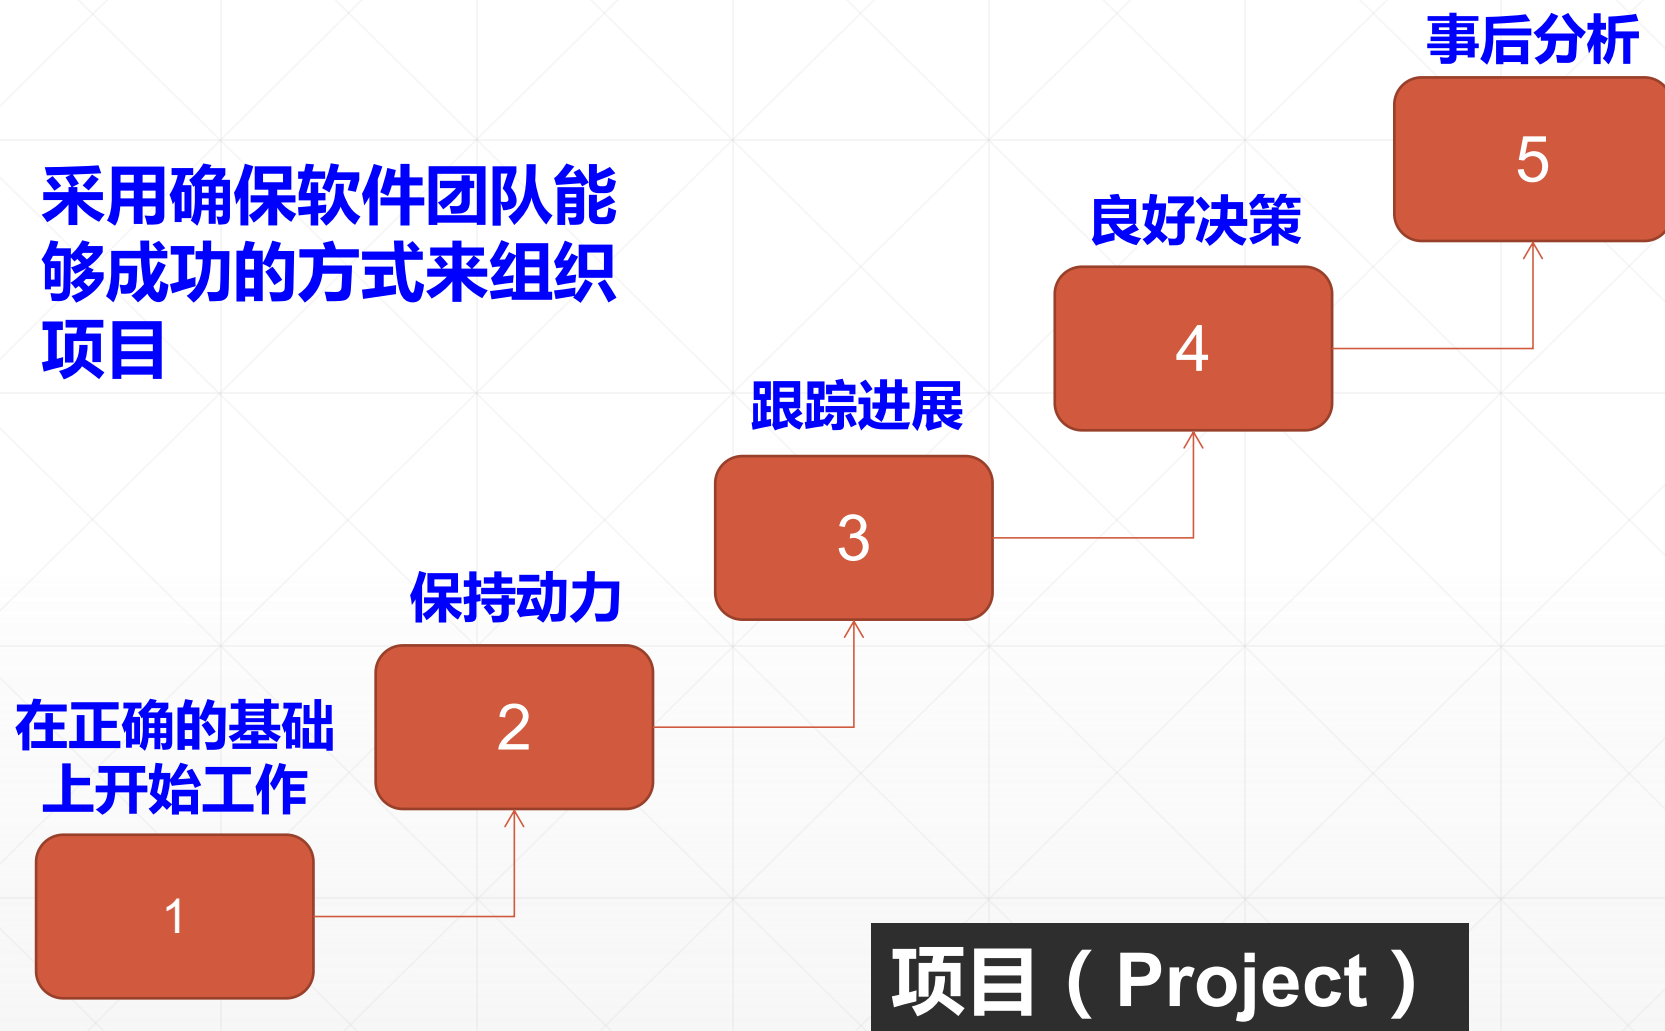 采用确保软件团队能
够成功的方式来组织
项目
事后分析
5
良好决策
4
跟踪进展
3
保持动力
2
在正确的基础
上开始工作
1
项目（Project）